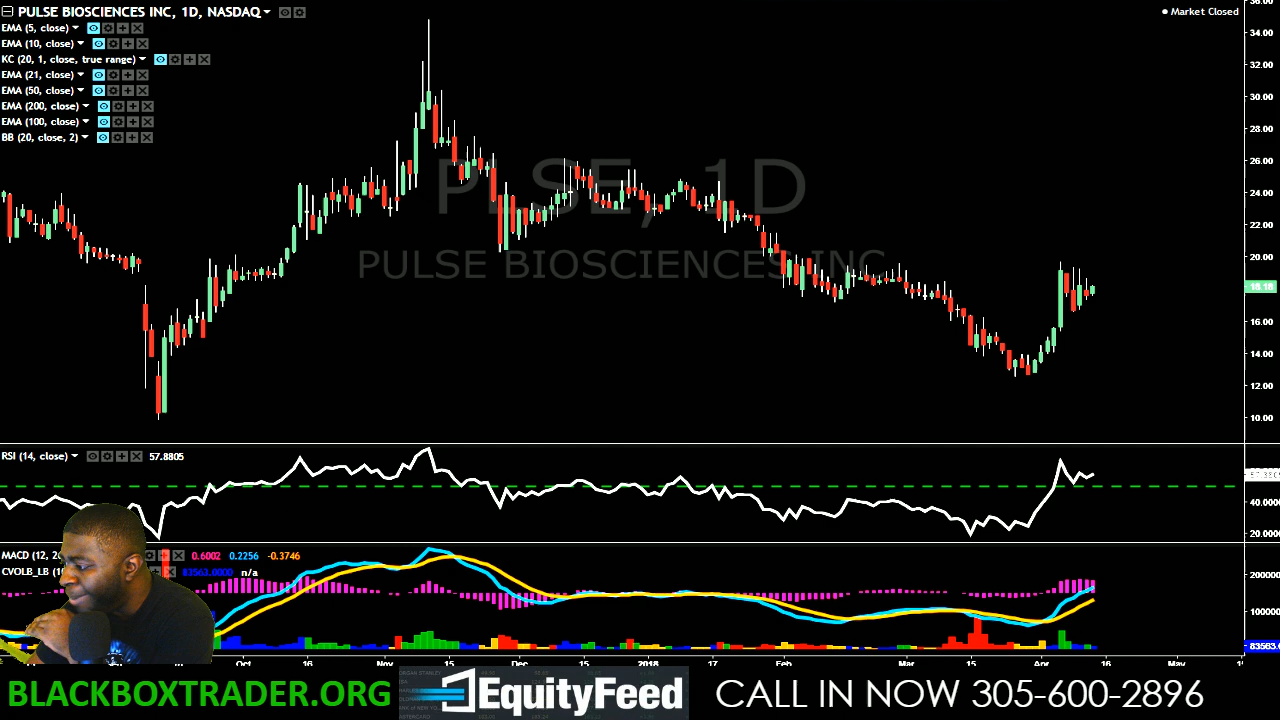 PULSE BIOSCIENCES INC, 1D, NASDAQ
Market Closed
EMA (5, close)
EMA (10, close)
KC (20, 1, close, true range)
EMA (21, close)
EMA (50, close)
EMA (200, close)
EMA (100, close)
BB (20, close, 2)
PLSE, 1D
PULSE BIOSCIENCES INC
36.00
34.00
32.00
30.00
28.00
26.00
24.00
22.00
20.00
18.18
16.00
14.00
12.00
10.00
RSI (14, close) 57.8805
40.0000
20.0000
MACD (12, 0.6002 0.2256 -0.3746
CVOLB_LB 83563.0000 n/a
200000
100000
83563.0
Oct 16 Nov 15 Dec 2018 17 Feb Mar 15 Apr 16 May
BLACKBOXTRADER.ORG
EquityFeed
CALL IN NOW 305-600-2896